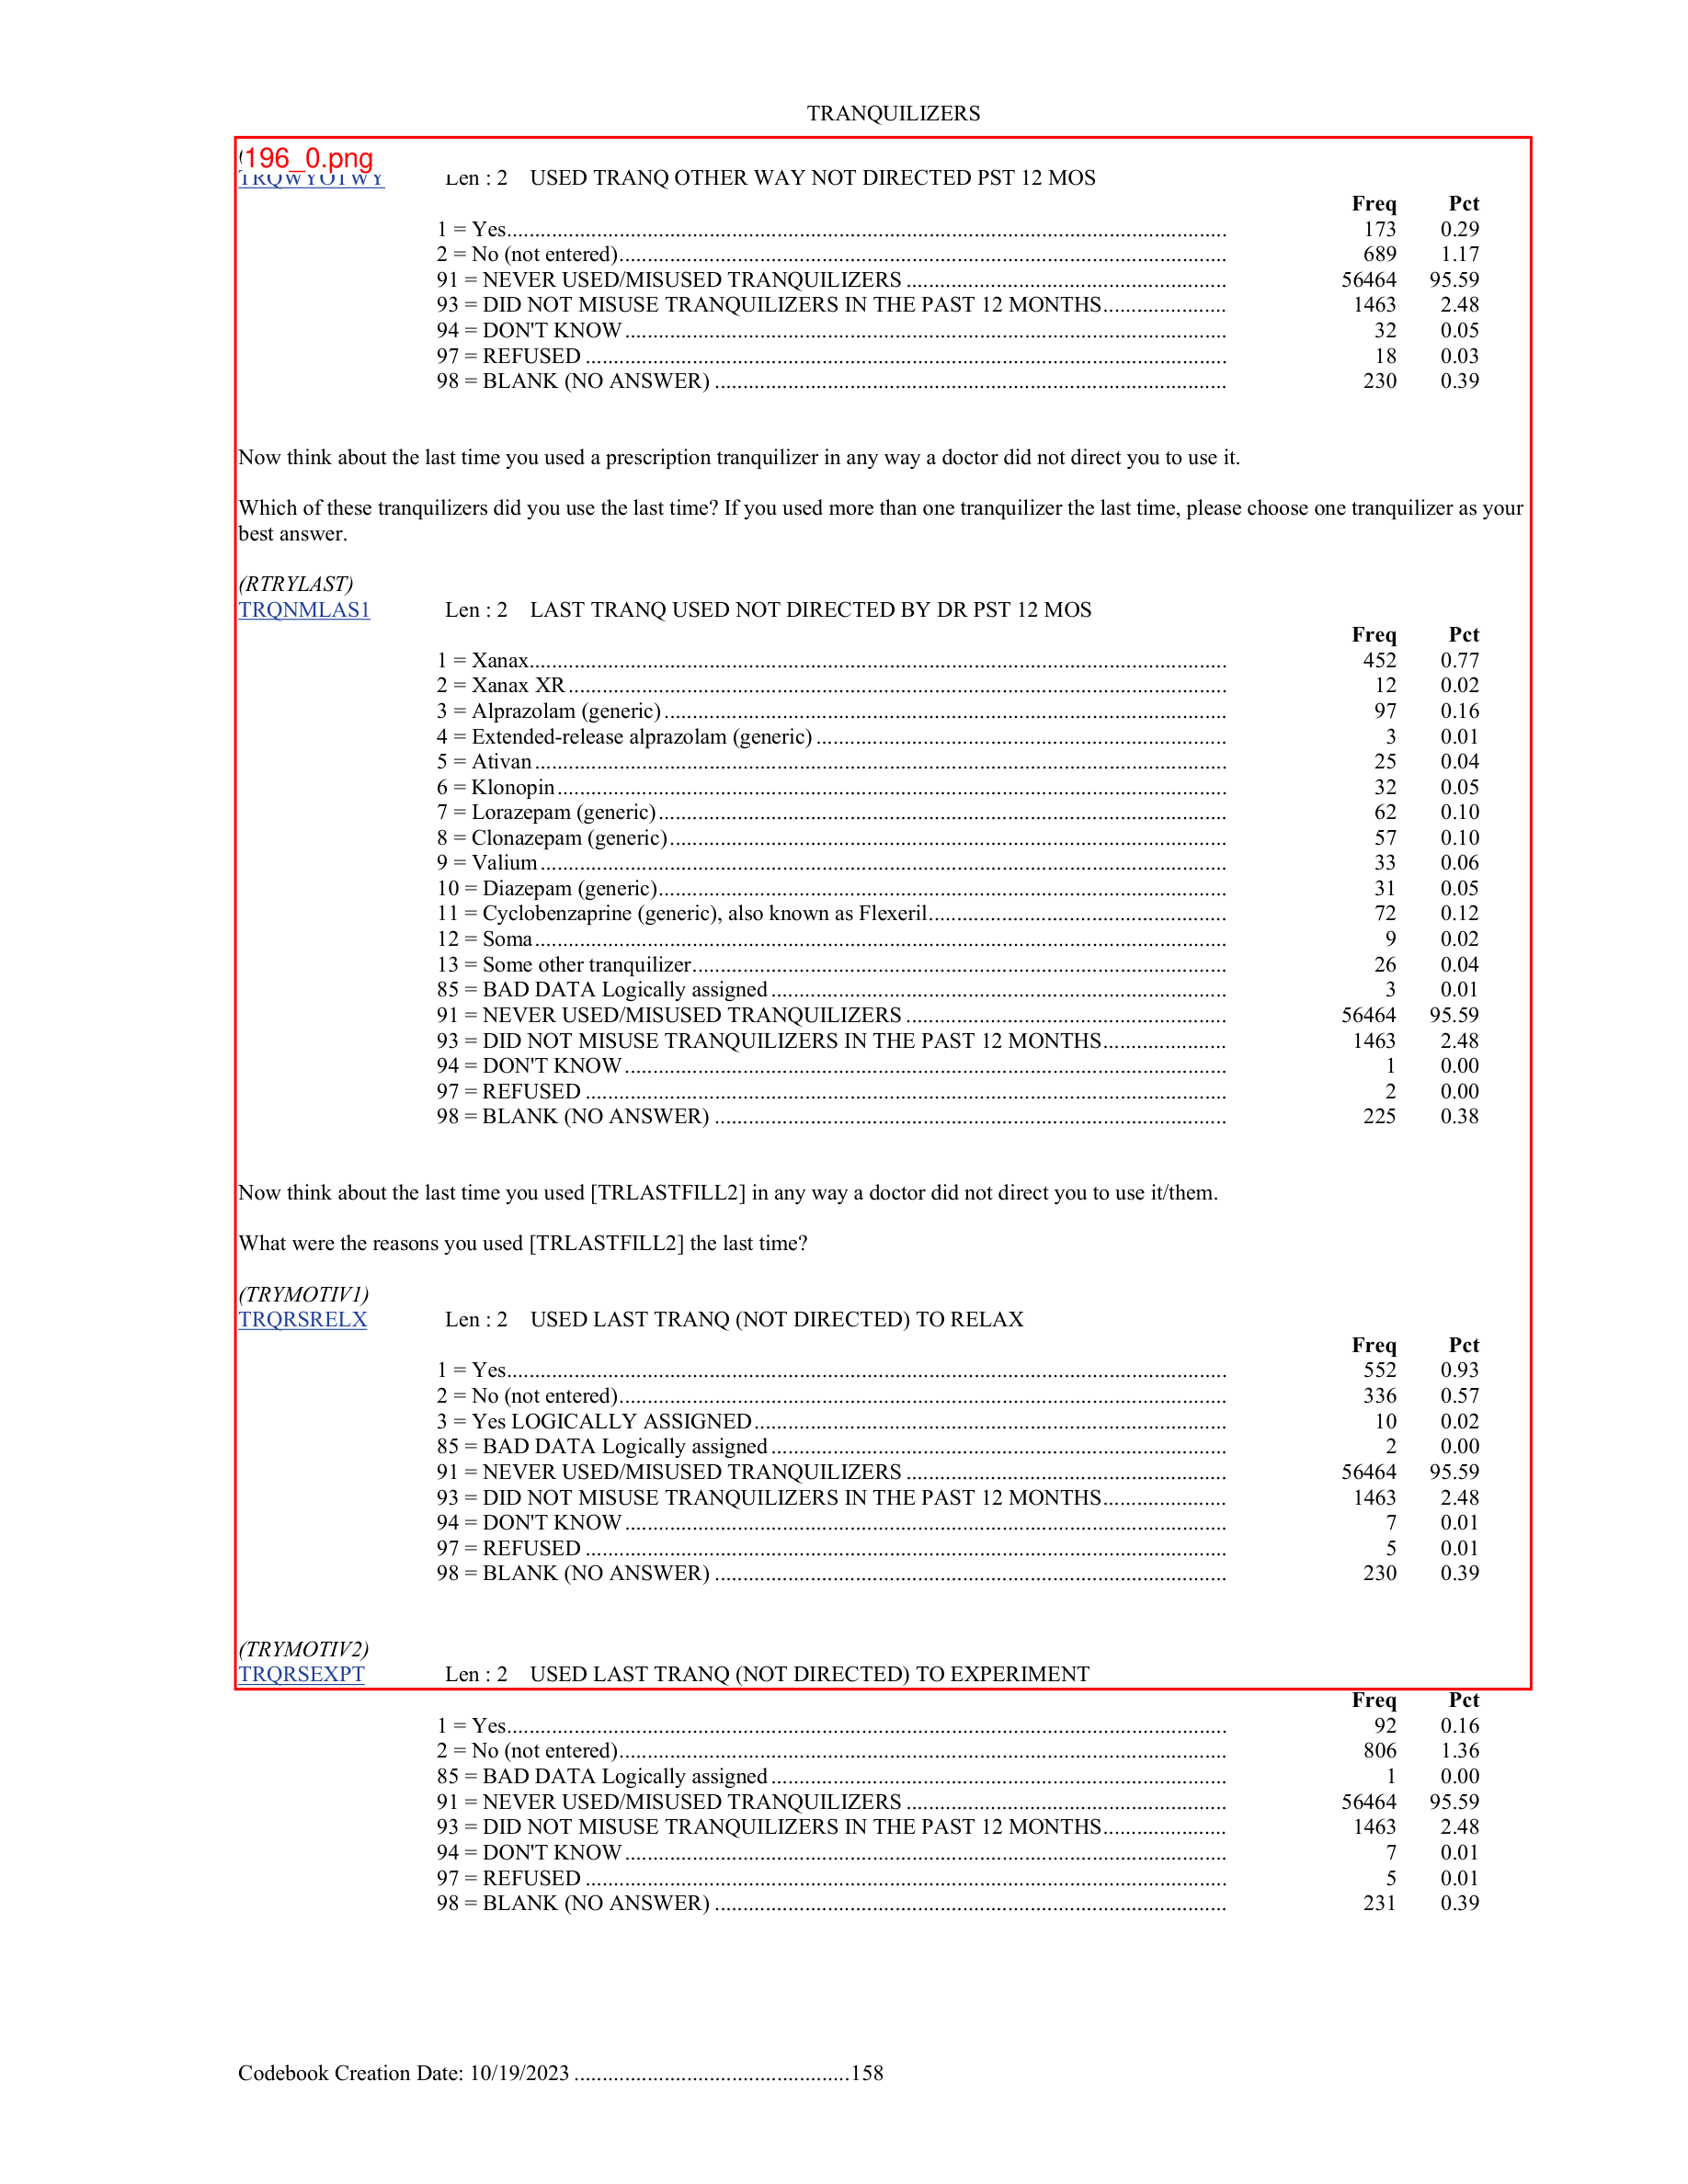 TRANQUILIZERS
196_0.png
TRQWYOTWY Len : 2 USED TRANQ OTHER WAY NOT DIRECTED PST 12 MOS
Freq Pct
1 = Yes 173 0.29
2 = No (not entered) 689 1.17
91 = NEVER USED/MISUSED TRANQUILIZERS 56464 95.59
93 = DID NOT MISUSE TRANQUILIZERS IN THE PAST 12 MONTHS 1463 2.48
94 = DON'T KNOW 32 0.05
97 = REFUSED 18 0.03
98 = BLANK (NO ANSWER) 230 0.39
Now think about the last time you used a prescription tranquilizer in any way a doctor did not direct you to use it.
Which of these tranquilizers did you use the last time? If you used more than one tranquilizer the last time, please choose one tranquilizer as your
best answer.
(RTRYLAST)
TRQNMLAS1 Len : 2 LAST TRANQ USED NOT DIRECTED BY DR PST 12 MOS
Freq Pct
1 = Xanax 452 0.77
2 = Xanax XR 12 0.02
3 = Alprazolam (generic) 97 0.16
4 = Extended-release alprazolam (generic) 3 0.01
5 = Ativan 25 0.04
6 = Klonopin 32 0.05
7 = Lorazepam (generic) 62 0.10
8 = Clonazepam (generic) 57 0.10
9 = Valium 33 0.06
10 = Diazepam (generic) 31 0.05
11 = Cyclobenzaprine (generic), also known as Flexeril 72 0.12
12 = Soma 9 0.02
13 = Some other tranquilizer 26 0.04
85 = BAD DATA Logically assigned 3 0.01
91 = NEVER USED/MISUSED TRANQUILIZERS 56464 95.59
93 = DID NOT MISUSE TRANQUILIZERS IN THE PAST 12 MONTHS 1463 2.48
94 = DON'T KNOW 1 0.00
97 = REFUSED 2 0.00
98 = BLANK (NO ANSWER) 225 0.38
Now think about the last time you used [TRLASTFILL2] in any way a doctor did not direct you to use it/them.
What were the reasons you used [TRLASTFILL2] the last time?
(TRYMOTIV1)
TRQRSRELX Len : 2 USED LAST TRANQ (NOT DIRECTED) TO RELAX
Freq Pct
1 = Yes 552 0.93
2 = No (not entered) 336 0.57
3 = Yes LOGICALLY ASSIGNED 10 0.02
85 = BAD DATA Logically assigned 2 0.00
91 = NEVER USED/MISUSED TRANQUILIZERS 56464 95.59
93 = DID NOT MISUSE TRANQUILIZERS IN THE PAST 12 MONTHS 1463 2.48
94 = DON'T KNOW 7 0.01
97 = REFUSED 5 0.01
98 = BLANK (NO ANSWER) 230 0.39
(TRYMOTIV2)
TRQRSEXPT Len : 2 USED LAST TRANQ (NOT DIRECTED) TO EXPERIMENT
Freq Pct
1 = Yes 92 0.16
2 = No (not entered) 806 1.36
85 = BAD DATA Logically assigned 1 0.00
91 = NEVER USED/MISUSED TRANQUILIZERS 56464 95.59
93 = DID NOT MISUSE TRANQUILIZERS IN THE PAST 12 MONTHS 1463 2.48
94 = DON'T KNOW 7 0.01
97 = REFUSED 5 0.01
98 = BLANK (NO ANSWER) 231 0.39
Codebook Creation Date: 10/19/2023 158